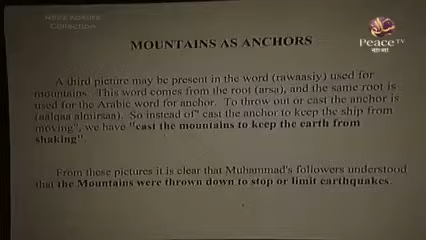 Reeya Kokula
Collection
Peace TV
বাংলা
MOUNTAINS AS ANCHORS
A third picture may be present in the word (rawaasiy) used for
mountains. This word comes from the root (arsa), and the same root is
used for the Arabic word for anchor. To throw out or cast the anchor is
(aalqaa almirsaa). So instead of" cast the anchor to keep the ship from
moving", we have "cast the mountains to keep the earth from
shaking".
From these pictures it is clear that Muhammad's followers understood
that the Mountains were thrown down to stop or limit earthquakes.